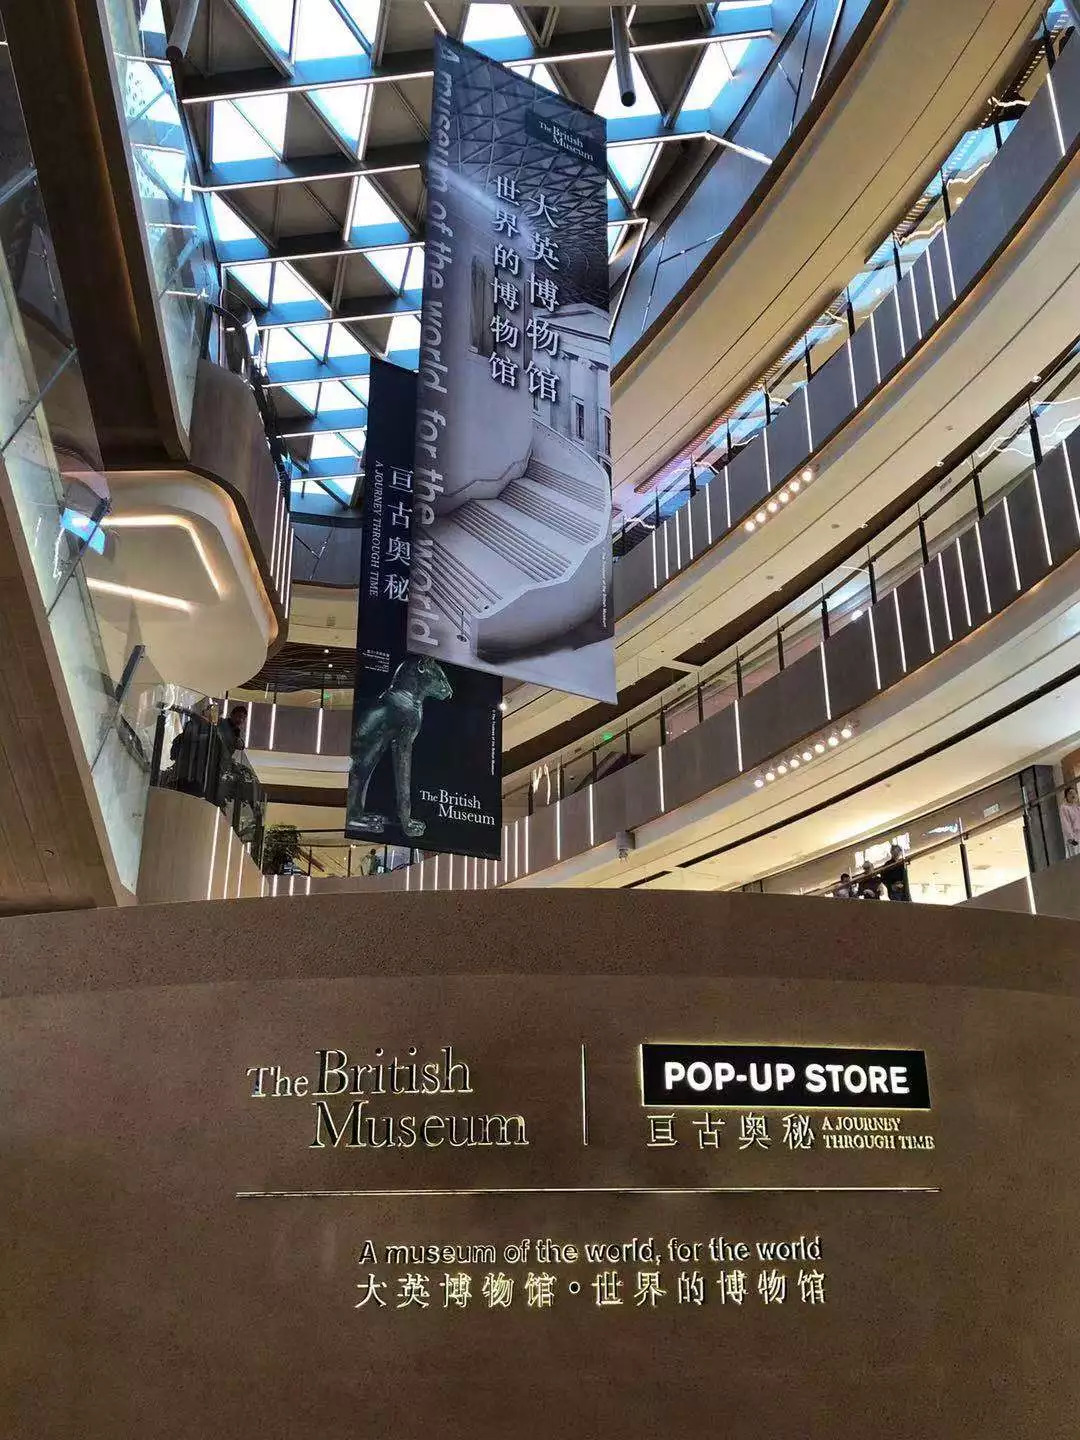 The British
Museum
大英博物馆
世界的博物馆
A museum of the world for the world
亘古奥秘
A JOURNEY THROUGH TIME
The British
Museum
The British
Museum
POP-UP STORE
亘古奥秘
A JOURNEY
THROUGH TIME
A museum of the world, for the world
大英博物馆·世界的博物馆